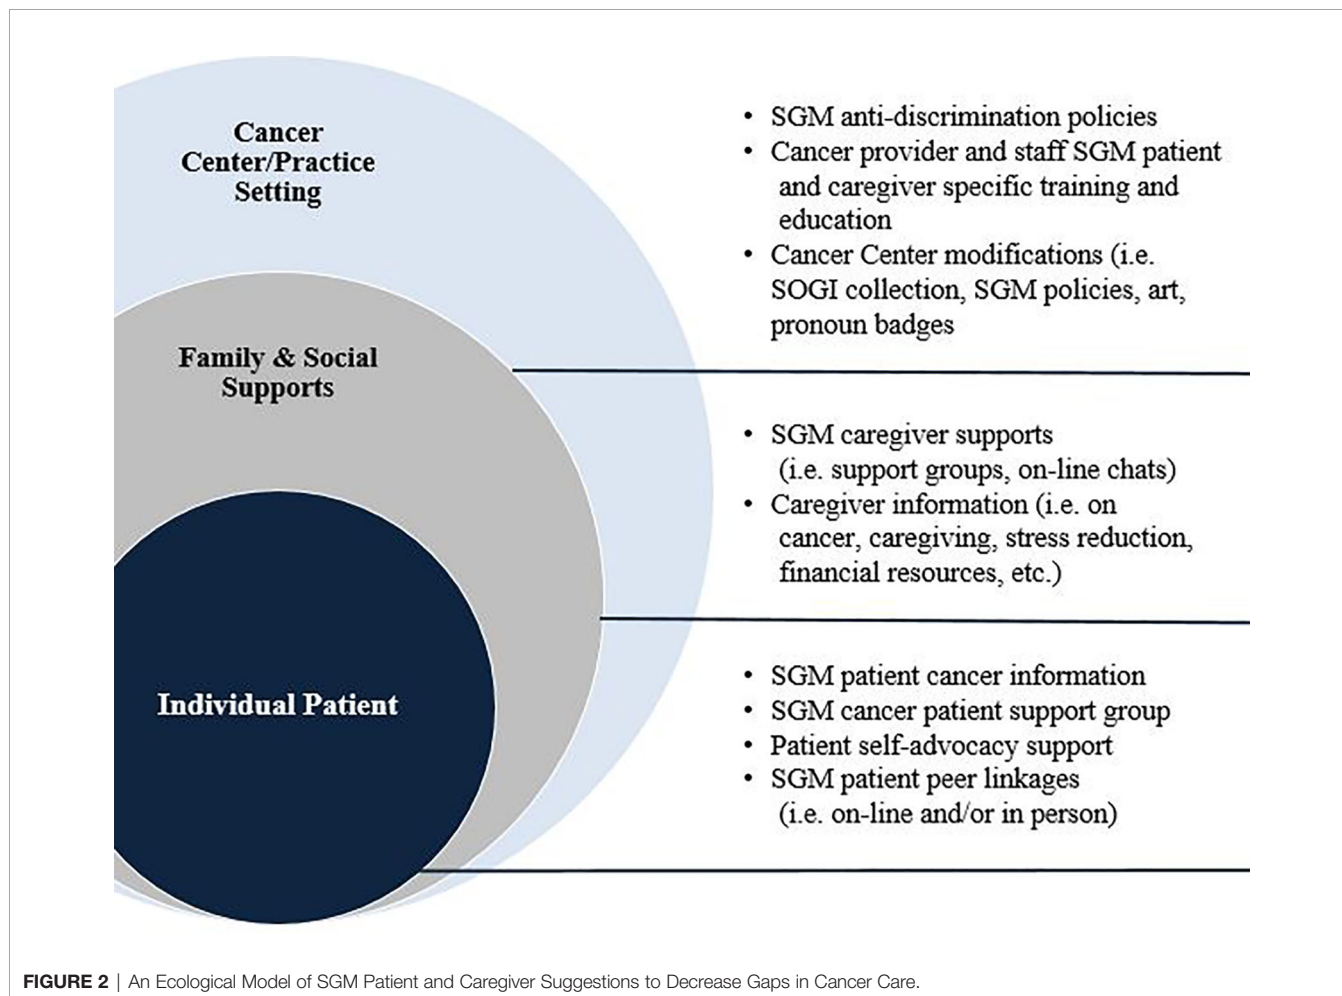 Cancer
Center/Practice
Setting
• SGM anti-discrimination policies
• Cancer provider and staff SGM patient
and caregiver specific training and
education
• Cancer Center modifications (i.e.
SOGI collection, SGM policies, art,
pronoun badges
Family & Social
Supports
• SGM caregiver supports
(i.e. support groups, on-line chats)
• Caregiver information (i.e. on
cancer, caregiving, stress reduction,
financial resources, etc.)
Individual Patient
• SGM patient cancer information
• SGM cancer patient support group
• Patient self-advocacy support
• SGM patient peer linkages
(i.e. on-line and/or in person)
FIGURE 2 | An Ecological Model of SGM Patient and Caregiver Suggestions to Decrease Gaps in Cancer Care.